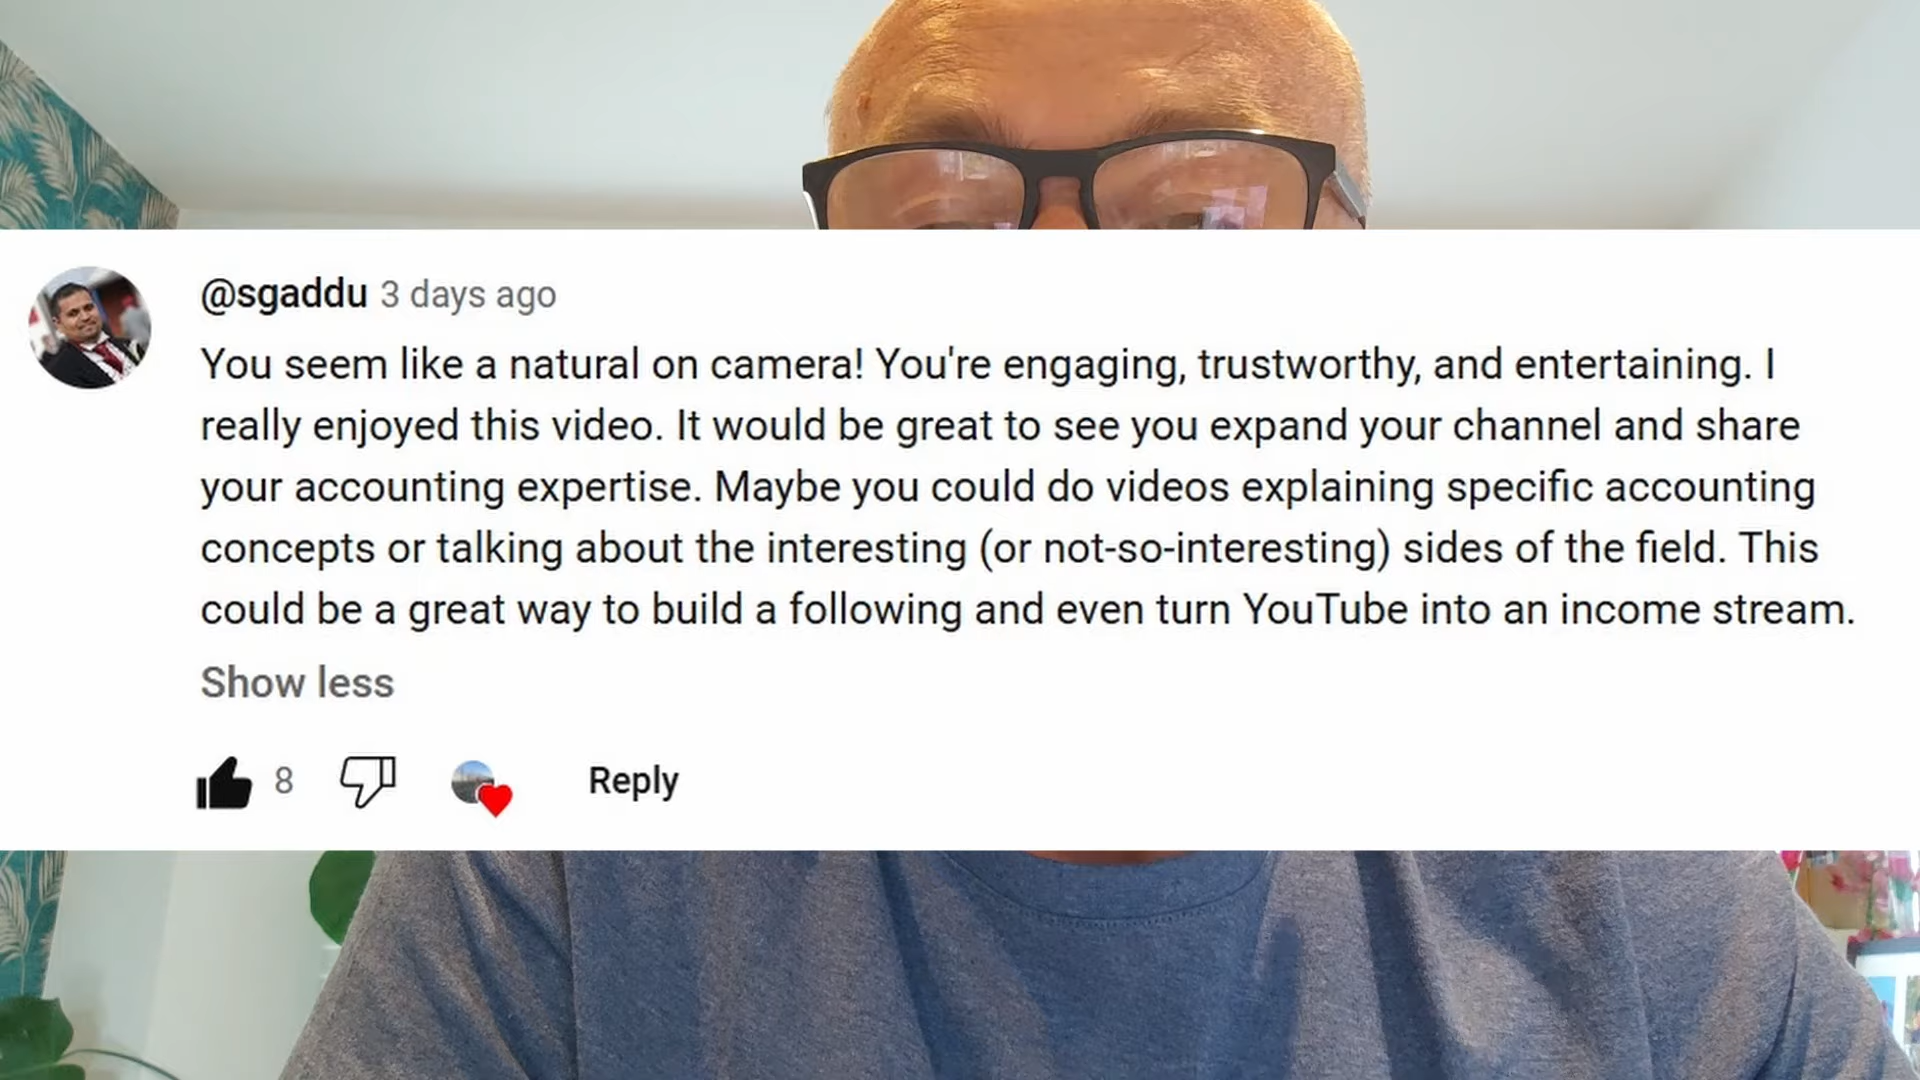 @sgaddu 3 days ago
You seem like a natural on camera! You're engaging, trustworthy, and entertaining. I
really enjoyed this video. It would be great to see you expand your channel and share
your accounting expertise. Maybe you could do videos explaining specific accounting
concepts or talking about the interesting (or not-so-interesting) sides of the field. This
could be a great way to build a following and even turn YouTube into an income stream.
Show less
8 Reply